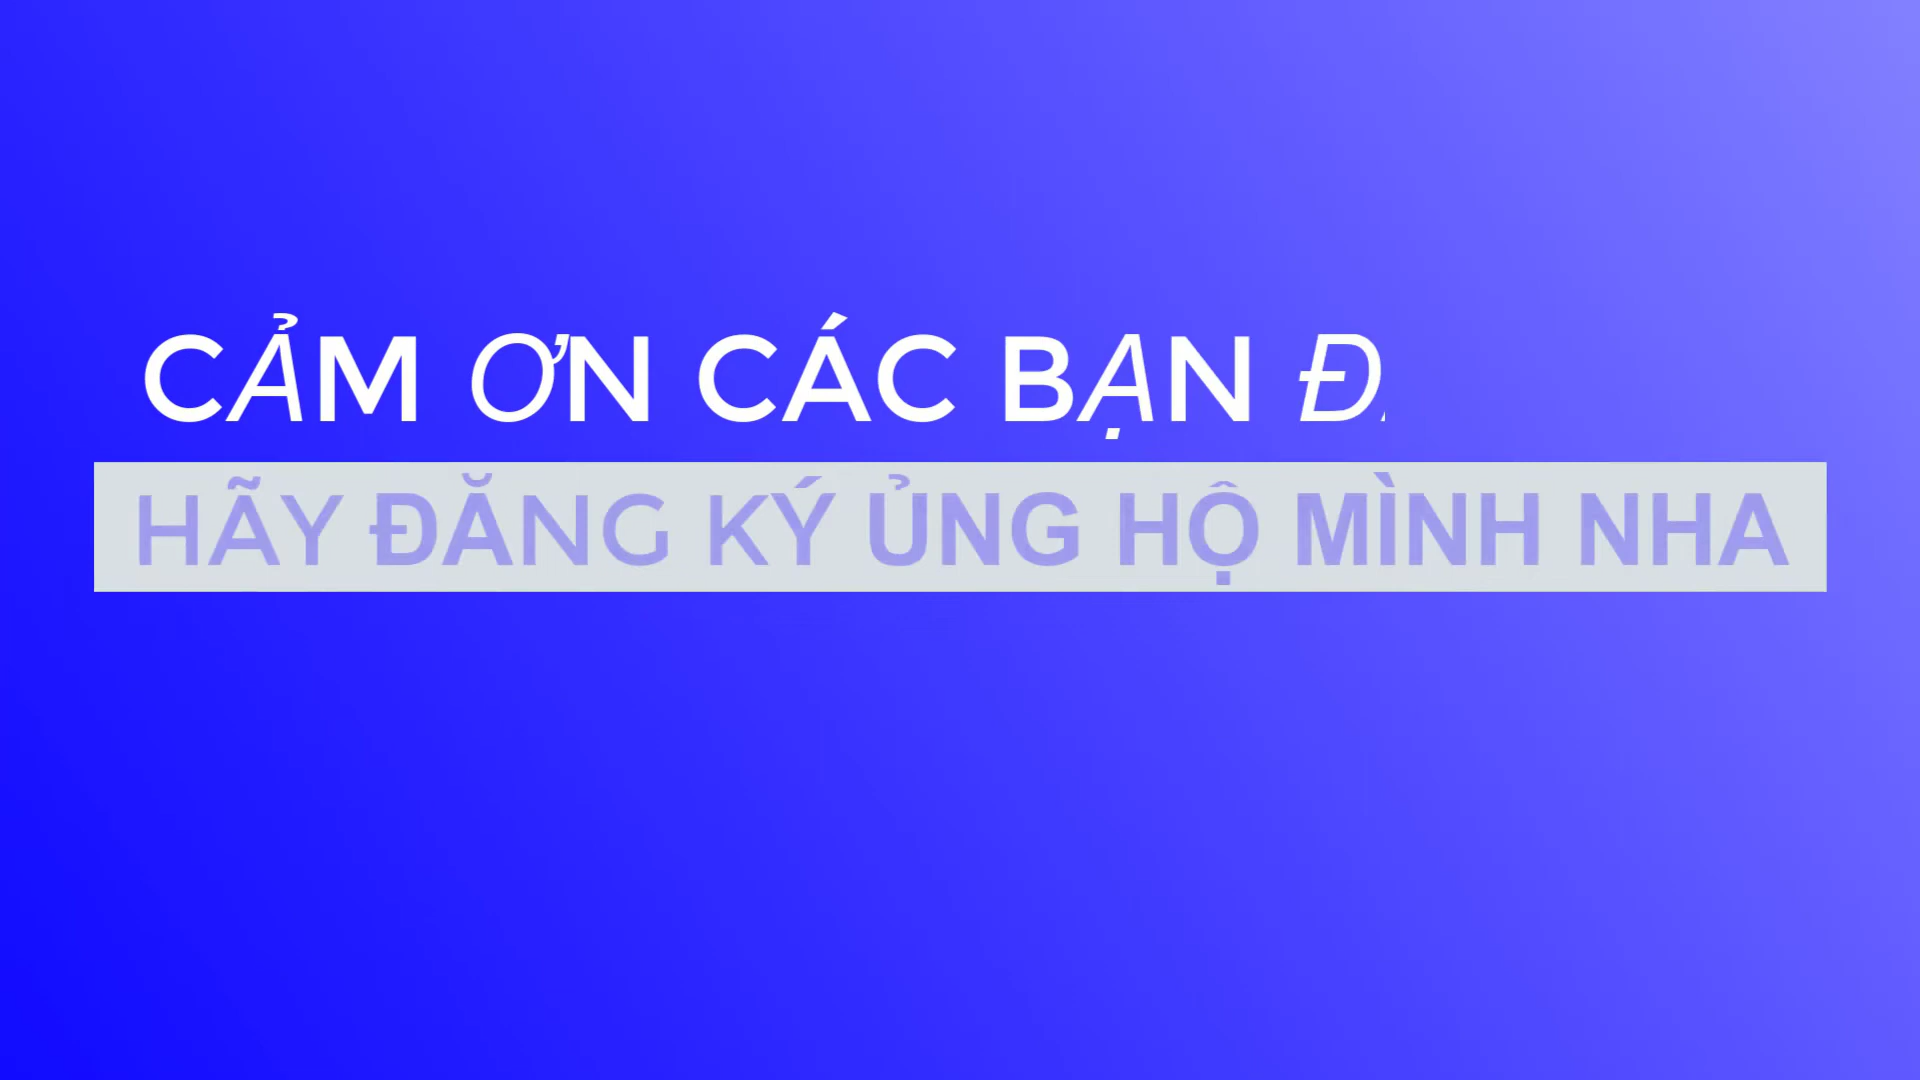 CẢM ƠN CÁC BẠN Đ
HÃY ĐĂNG KÝ ỦNG HỘ MÌNH NHA